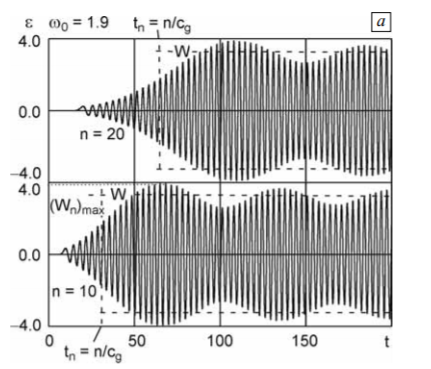 ε ω₀ = 1.9 tₙ = n/c_g a
4.0
W
0.0
n = 20
−4.0
4.0
W
(Wₙ)ₘₐₓ
0.0
n = 10
−4.0
0 50 100 150 t
tₙ = n/c_g